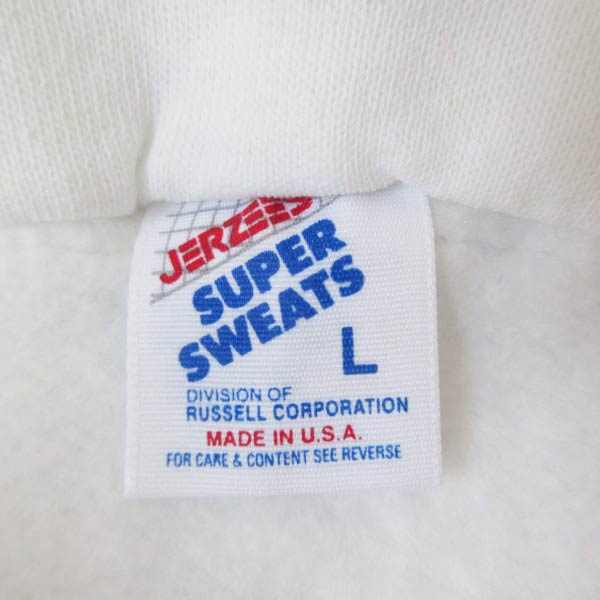 JERZEES
SUPER
SWEATS
L
DIVISION OF
RUSSELL CORPORATION
MADE IN U.S.A.
FOR CARE & CONTENT SEE REVERSE